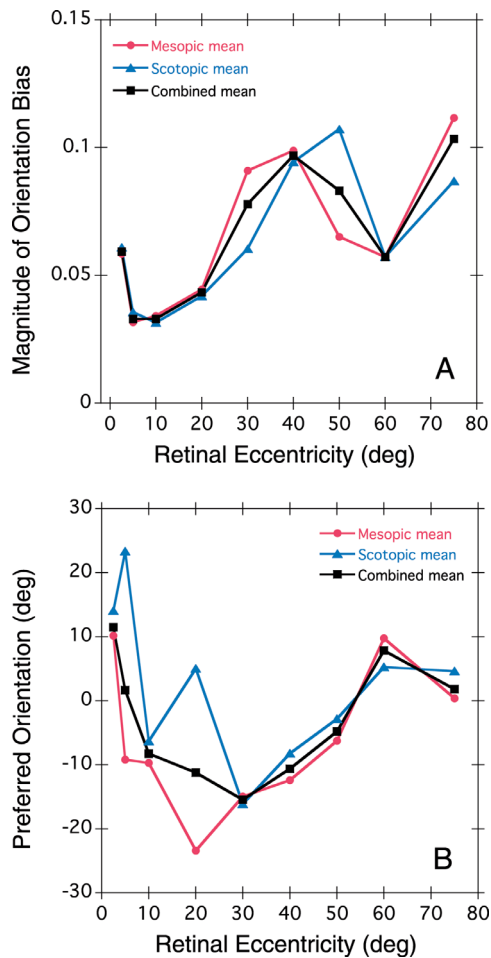 0.15
Mesopic mean
Scotopic mean
Combined mean
0.1
0.05
0
Magnitude of Orientation Bias
A
0 10 20 30 40 50 60 70 80
Retinal Eccentricity (deg)
30
Mesopic mean
20
Scotopic mean
Combined mean
10
0
-10
-20
-30
Preferred Orientation (deg)
B
0 10 20 30 40 50 60 70 80
Retinal Eccentricity (deg)